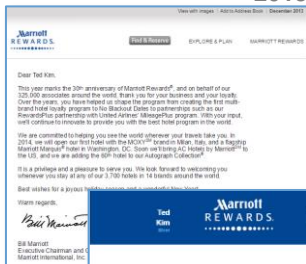 View with images | Add to Address Book | December 2013
Marriott
REWARDS.
Find & Reserve
EXPLORE & PLAN
MARRIOTT REWARDS
Dear Ted Kim,
This year marks the 30th anniversary of Marriott Rewards®, and on behalf of our
325,000 associates around the world, thank you for your business and your loyalty.
Over the years, you have helped us shape the program from creating the first multi-
brand hotel loyalty program to No Blackout Dates to partnerships such as our
RewardsPlus partnership with United Airlines' MileagePlus program. With your input,
we'll continue to innovate to provide you with the best hotel program in the world.
We are committed to helping you see the world wherever your travels take you. In
2014, we will open our first hotel with the MOXY℠ brand in Milan, Italy, and a flagship
Marriott Marquis® hotel in Washington, DC. Soon we'll bring AC Hotels by Marriott℠ to
the US, and we are adding the 60th hotel to our Autograph Collection®.
It is a privilege and a pleasure to serve you. We look forward to welcoming you
whenever you stay at any of our 3,700 hotels in 14 brands around the world.
Best wishes for a joyous holiday season and a wonderful New Year!
Warm regards,
Bill Marriott
Bill Marriott
Executive Chairman and
Marriott International, Inc.
Ted
Kim
Silver
Marriott
REWARDS.